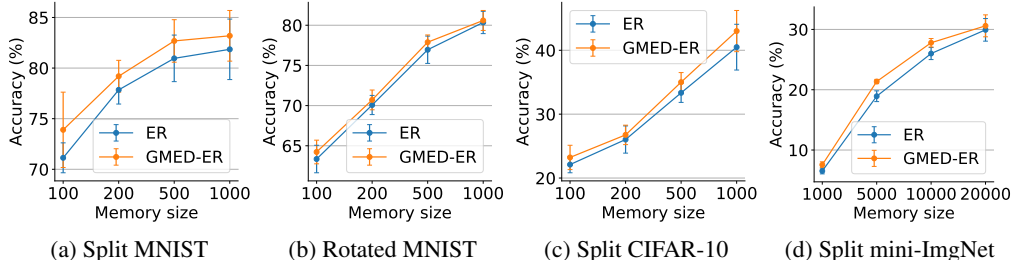 Accuracy (%)
85
80
75
70
100 200 500 1000
Memory size
ER
GMED-ER
(a) Split MNIST
Accuracy (%)
80
75
70
65
100 200 500 1000
Memory size
ER
GMED-ER
(b) Rotated MNIST
Accuracy (%)
40
30
20
100 200 500 1000
Memory size
ER
GMED-ER
(c) Split CIFAR-10
Accuracy (%)
30
20
10
1000 5000 10000 20000
Memory size
ER
GMED-ER
(d) Split mini-ImgNet